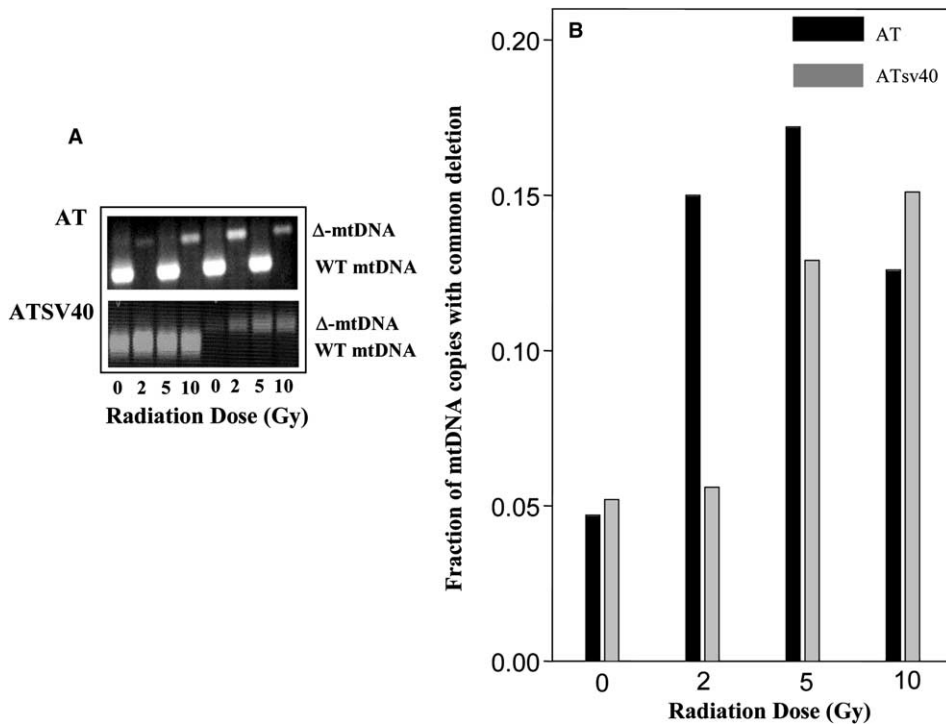 A
AT
Δ-mtDNA
WT mtDNA
ATSV40
Δ-mtDNA
WT mtDNA
0 2 5 10 0 2 5 10
Radiation Dose (Gy)
B
AT
ATsv40
Fraction of mtDNA copies with common deletion
0.20
0.15
0.10
0.05
0.00
0 2 5 10
Radiation Dose (Gy)